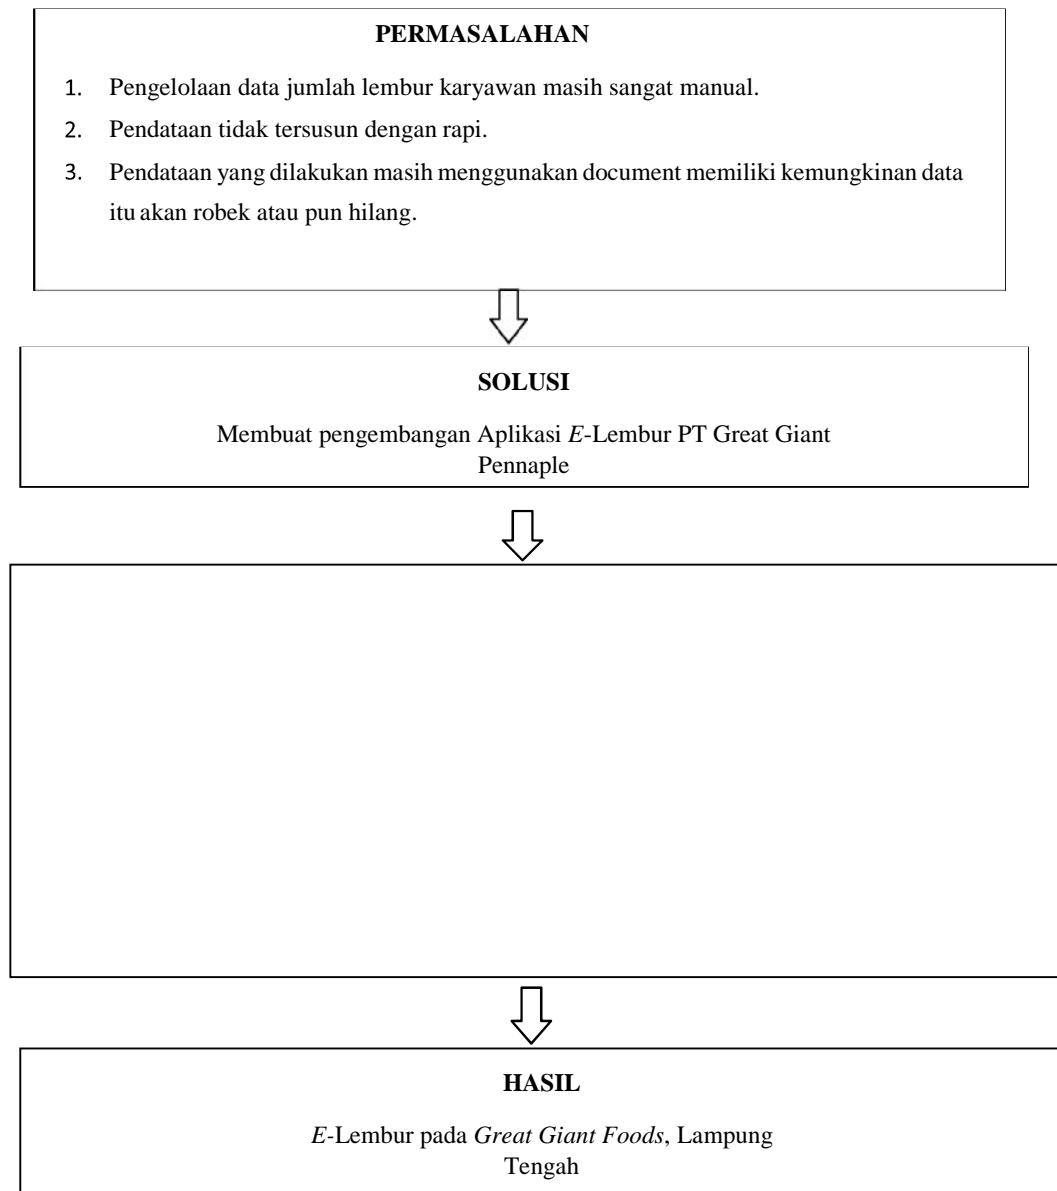 PERMASALAHAN
1. Pengelolaan data jumlah lembur karyawan masih sangat manual.
2. Pendataan tidak tersusun dengan rapi.
3. Pendataan yang dilakukan masih menggunakan document memiliki kemungkinan data
itu akan robek atau pun hilang.
SOLUSI
Membuat pengembangan Aplikasi E-Lembur PT Great Giant
Pennaple
HASIL
E-Lembur pada Great Giant Foods, Lampung
Tengah